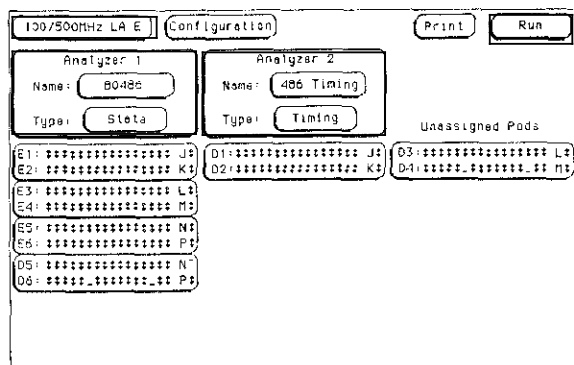 100/500MHz LA E Configuration Print Run
Analyzer 1
Name: 80486
Type: State
Analyzer 2
Name: 486 Timing
Type: Timing
Unassigned Pods
E1: ‡‡‡‡‡‡‡‡‡‡‡‡‡‡‡‡ J‡
E2: ‡‡‡‡‡‡‡‡‡‡‡‡‡‡‡‡ K‡
E3: ‡‡‡‡‡‡‡‡‡‡‡‡‡‡‡‡ L‡
E4: ‡‡‡‡‡‡‡‡‡‡‡‡‡‡‡‡ M‡
E5: ‡‡‡‡‡‡‡‡‡‡‡‡‡‡‡‡ N‡
E6: ‡‡‡‡‡‡‡‡‡‡‡‡‡‡‡‡ P‡
D5: ‡‡‡‡‡‡‡‡‡‡‡‡‡‡‡‡ N¯
D6: ‡‡‡‡‡_‡‡‡‡‡‡‡_‡‡ P‡
D1: ‡‡‡‡‡‡‡‡‡‡‡‡‡‡‡‡ J‡
D2: ‡‡‡‡‡‡‡‡‡‡‡‡‡‡‡‡ K‡
D3: ‡‡‡‡‡‡‡‡‡‡‡‡‡‡‡‡ L‡
D4: ‡‡‡‡‡_‡‡‡‡‡‡‡_‡‡ M‡